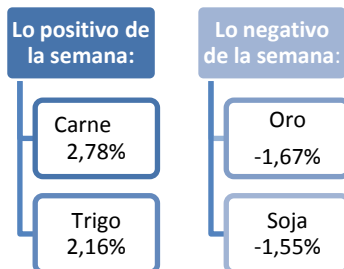 Lo positivo de
la semana:
Carne
2,78%
Trigo
2,16%
Lo negativo
de la semana:
Oro
-1,67%
Soja
-1,55%